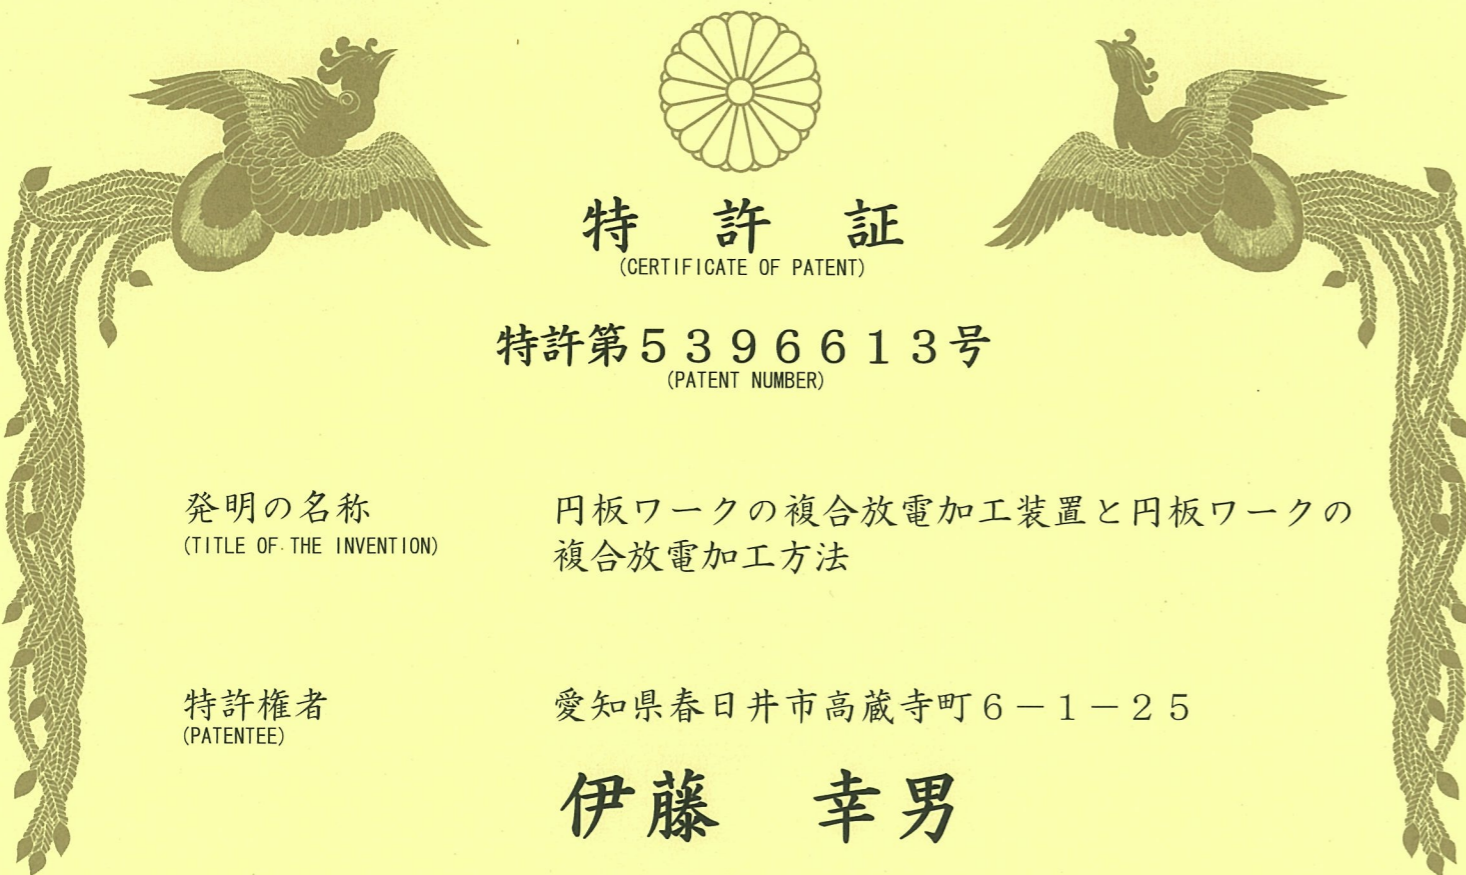 特許証
(CERTIFICATE OF PATENT)
特許第5396613号
(PATENT NUMBER)
発明の名称
(TITLE OF THE INVENTION)
円板ワークの複合放電加工装置と円板ワークの
複合放電加工方法
特許権者
(PATENTEE)
愛知県春日井市高蔵寺町6-1-25
伊藤 幸男